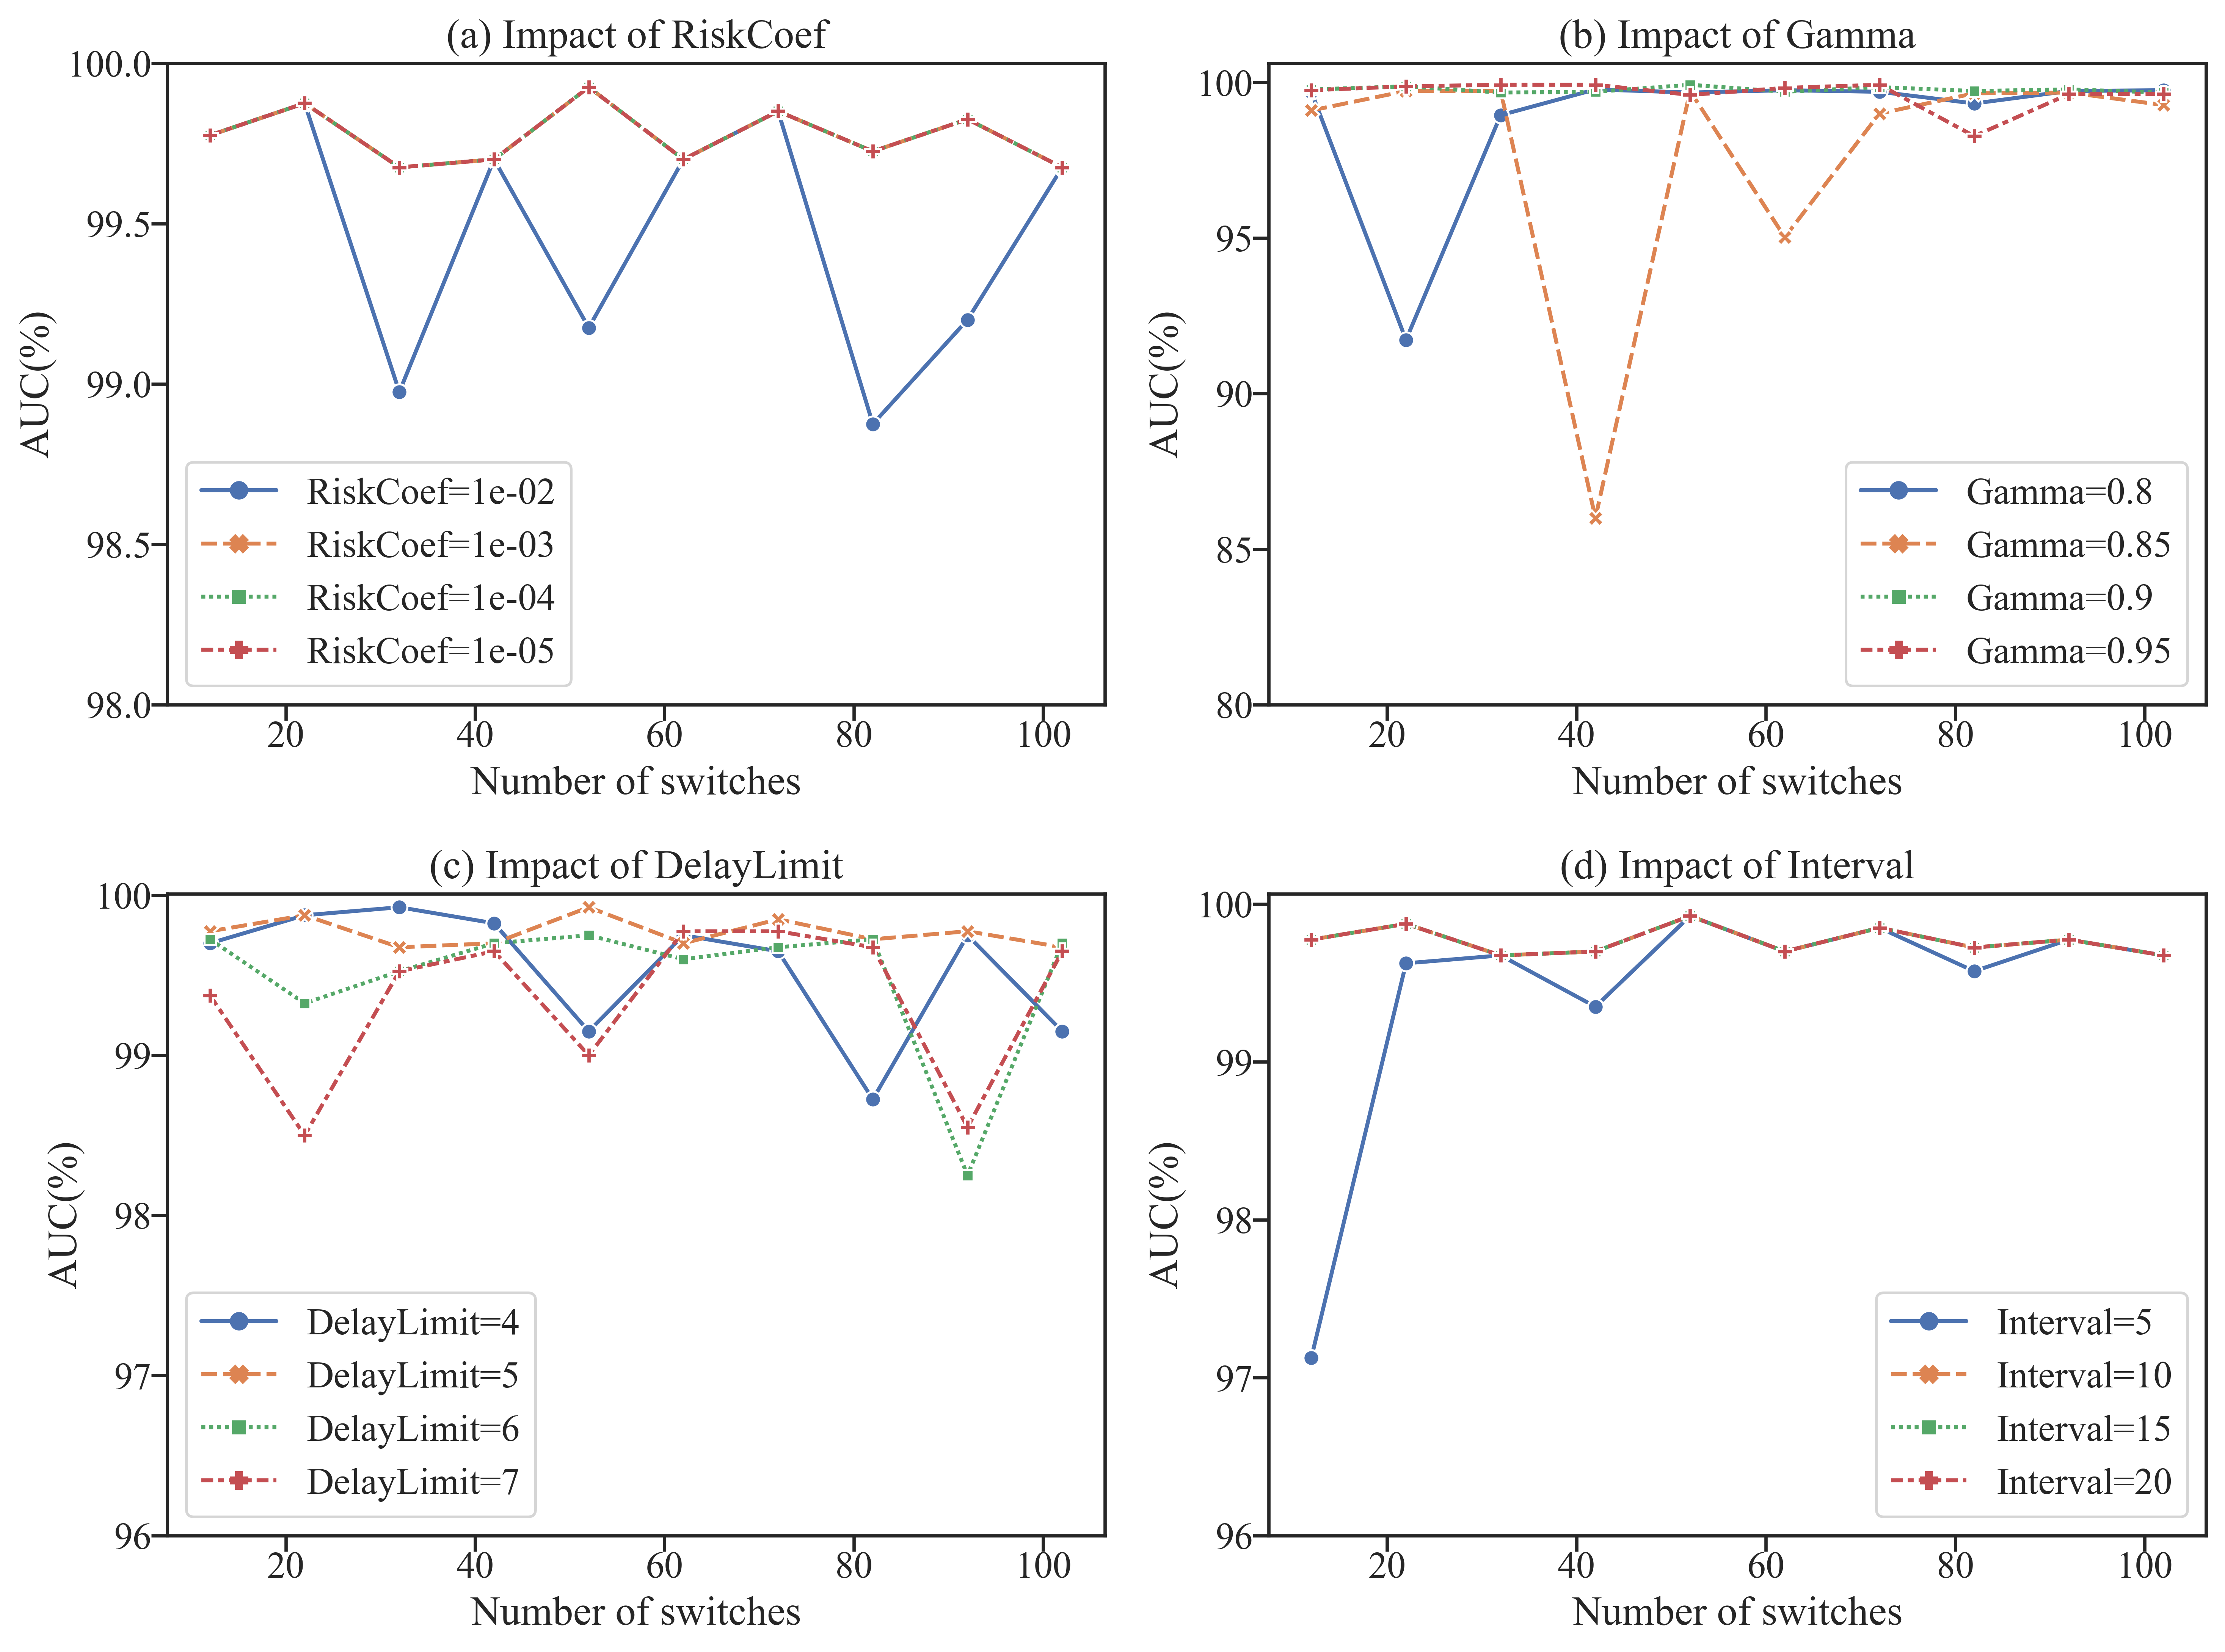 (a) Impact of RiskCoef
100.0
99.5
99.0
98.5
98.0
AUC(%)
RiskCoef=1e-02
RiskCoef=1e-03
RiskCoef=1e-04
RiskCoef=1e-05
20 40 60 80 100
Number of switches
(b) Impact of Gamma
100
95
90
85
80
AUC(%)
Gamma=0.8
Gamma=0.85
Gamma=0.9
Gamma=0.95
20 40 60 80 100
Number of switches
(c) Impact of DelayLimit
100
99
98
97
96
AUC(%)
DelayLimit=4
DelayLimit=5
DelayLimit=6
DelayLimit=7
20 40 60 80 100
Number of switches
(d) Impact of Interval
100
99
98
97
96
AUC(%)
Interval=5
Interval=10
Interval=15
Interval=20
20 40 60 80 100
Number of switches